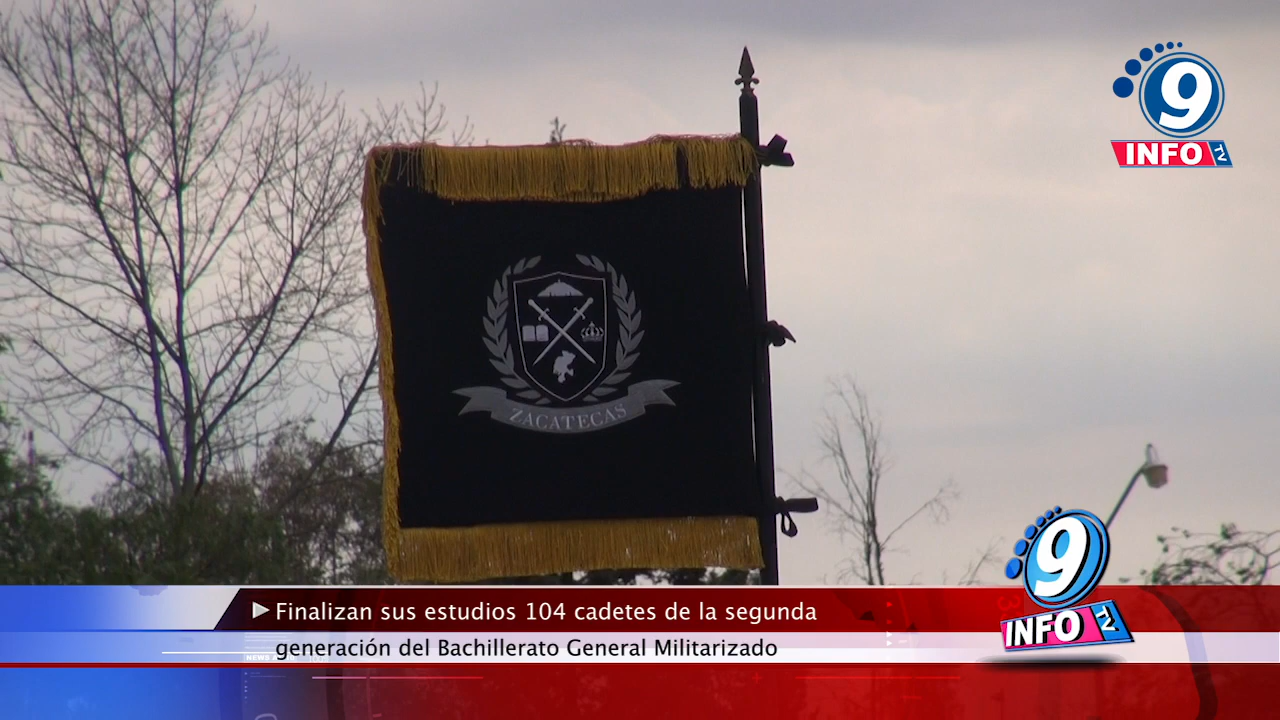 9
INFO TV
ZACATECAS
9
INFO TV
Finalizan sus estudios 104 cadetes de la segunda
generación del Bachillerato General Militarizado
NEWS